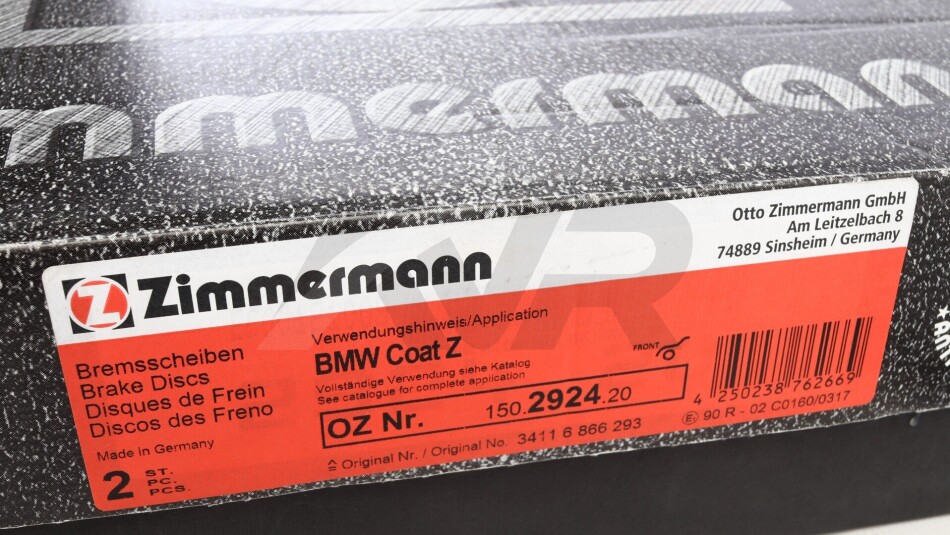 mmermann
Zimmermann
Otto Zimmermann GmbH
Am Leitzelbach 8
74889 Sinsheim / Germany
Bremsscheiben
Brake Discs
Disques de Frein
Discos des Freno
Made in Germany
2 ST.
PC.
PCS.
Verwendungshinweis/Application
BMW Coat Z
Vollständige Verwendung siehe Katalog
See catalogue for complete application
FRONT
OZ Nr. 150.2924.20
≙ Original Nr. / Original No. 3411 6 866 293
4 250238 762669
E1 90 R - 02 C0160/0317